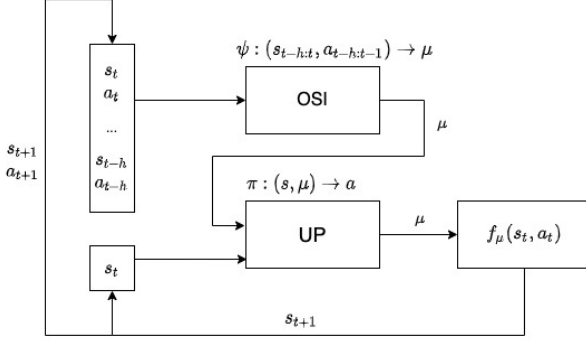 ψ : (s_{t−h:t}, a_{t−h:t−1}) → μ
s_t
a_t
...
s_{t−h}
a_{t−h}
OSI
μ
s_{t+1}
a_{t+1}
π : (s, μ) → a
UP
μ
f_μ(s_t, a_t)
s_t
s_{t+1}